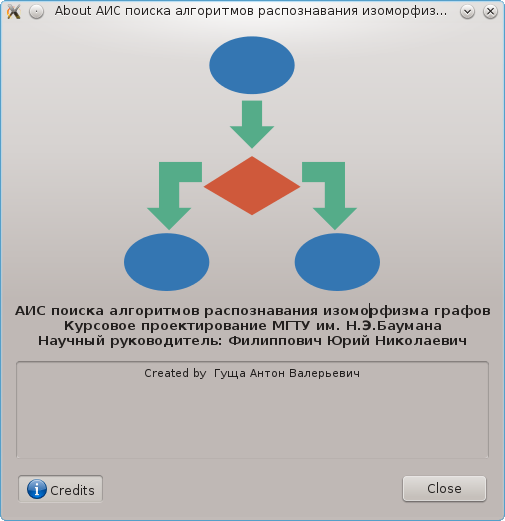 About АИС поиска алгоритмов распознавания изоморфиз...
АИС поиска алгоритмов распознавания изоморфизма графов
Курсовое проектирование МГТУ им. Н.Э.Баумана
Научный руководитель: Филиппович Юрий Николаевич
Created by Гуща Антон Валерьевич
Credits
Close